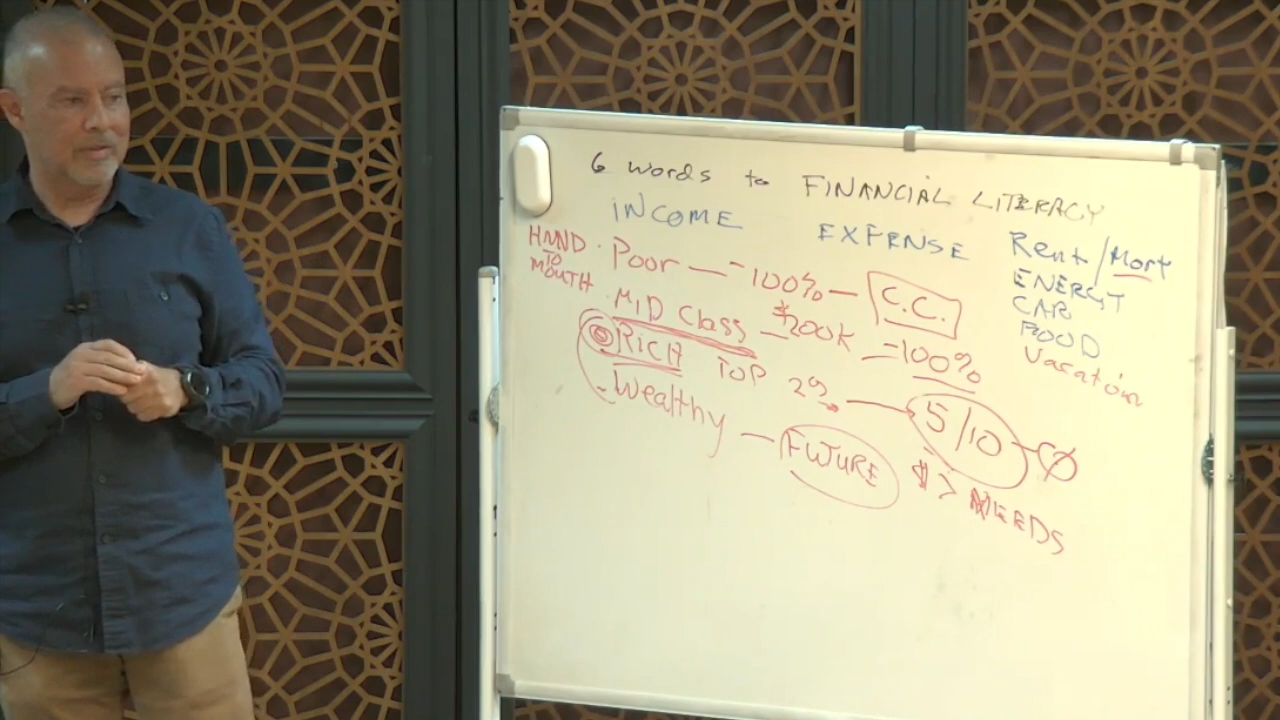 6 words to FINANCIAL LITERACY
INCOME EXPENSE Rent/Mort
ENERGY
CAR
FOOD
Vacation
HAND TO MOUTH
· Poor — -100% — C.C.
· MID Class — $200K — -100%
RICH TOP 2%
5/10
- Wealthy — FUTURE
$ > NEEDS